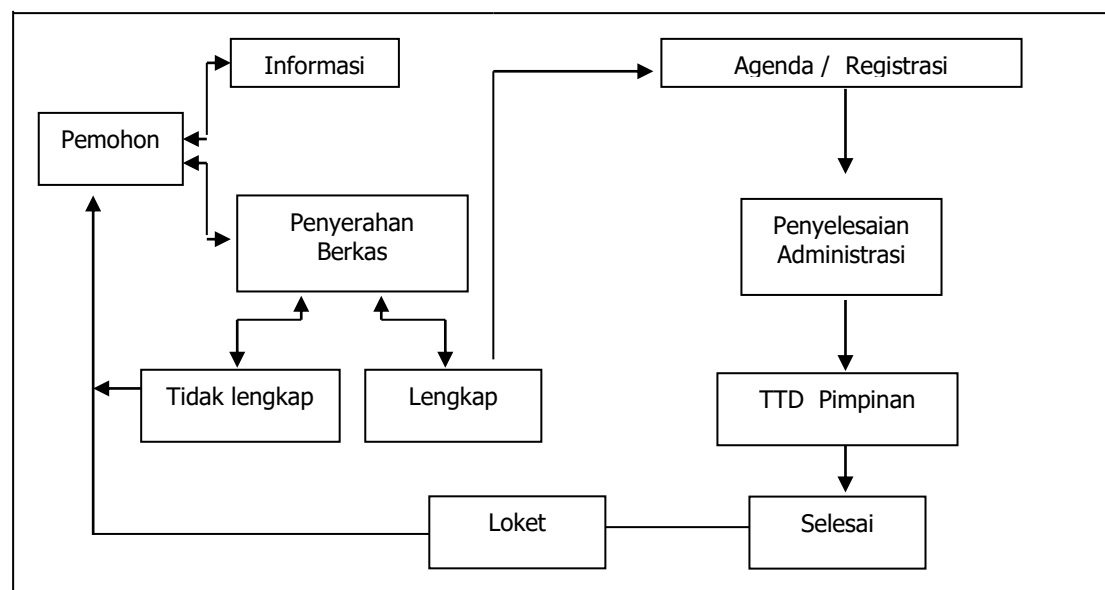 Informasi
Agenda / Registrasi
Pemohon
Penyerahan
Berkas
Penyelesaian
Administrasi
Tidak lengkap
Lengkap
TTD Pimpinan
Loket
Selesai